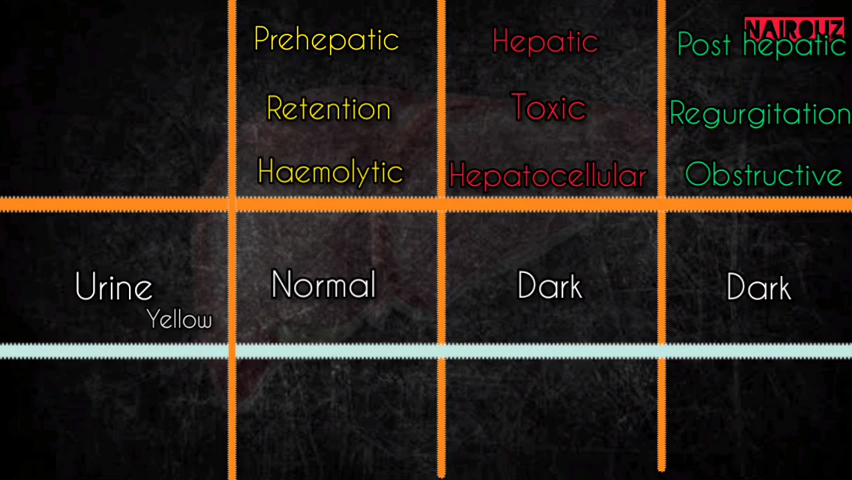 NAIROUZ
Prehepatic Hepatic Post hepatic
Retention Toxic Regurgitation
Haemolytic Hepatocellular Obstructive
Urine Normal Dark Dark
Yellow